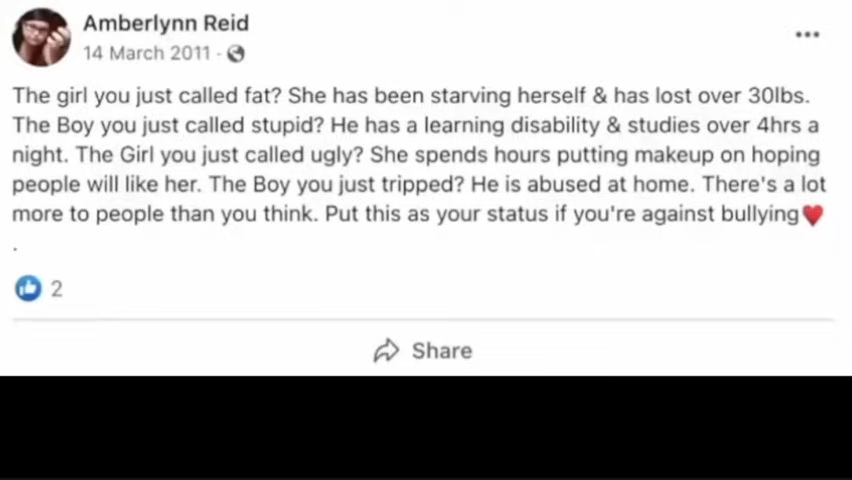 Amberlynn Reid
14 March 2011 ·
The girl you just called fat? She has been starving herself & has lost over 30lbs.
The Boy you just called stupid? He has a learning disability & studies over 4hrs a
night. The Girl you just called ugly? She spends hours putting makeup on hoping
people will like her. The Boy you just tripped? He is abused at home. There's a lot
more to people than you think. Put this as your status if you're against bullying♥
.
2
Share